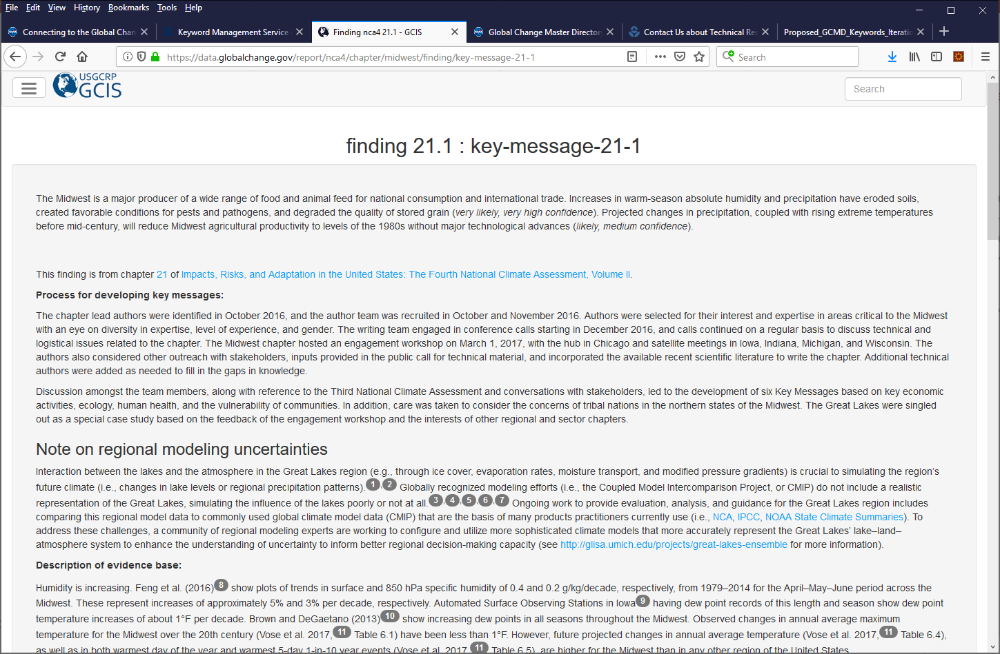 File Edit View History Bookmarks Tools Help
Connecting to the Global Chan
Keyword Management Service
Finding nca4 21.1 - GCIS
Global Change Master Director
Contact Us about Technical Re
Proposed_GCMD_Keywords_Iteratio
https://data.globalchange.gov/report/nca4/chapter/midwest/finding/key-message-21-1
Search
USGCRP
GCIS
Search
finding 21.1 : key-message-21-1
The Midwest is a major producer of a wide range of food and animal feed for national consumption and international trade. Increases in warm-season absolute humidity and precipitation have eroded soils,
created favorable conditions for pests and pathogens, and degraded the quality of stored grain (very likely, very high confidence). Projected changes in precipitation, coupled with rising extreme temperatures
before mid-century, will reduce Midwest agricultural productivity to levels of the 1980s without major technological advances (likely, medium confidence).
This finding is from chapter 21 of Impacts, Risks, and Adaptation in the United States: The Fourth National Climate Assessment, Volume II.
Process for developing key messages:
The chapter lead authors were identified in October 2016, and the author team was recruited in October and November 2016. Authors were selected for their interest and expertise in areas critical to the Midwest
with an eye on diversity in expertise, level of experience, and gender. The writing team engaged in conference calls starting in December 2016, and calls continued on a regular basis to discuss technical and
logistical issues related to the chapter. The Midwest chapter hosted an engagement workshop on March 1, 2017, with the hub in Chicago and satellite meetings in Iowa, Indiana, Michigan, and Wisconsin. The
authors also considered other outreach with stakeholders, inputs provided in the public call for technical material, and incorporated the available recent scientific literature to write the chapter. Additional technical
authors were added as needed to fill in the gaps in knowledge.
Discussion amongst the team members, along with reference to the Third National Climate Assessment and conversations with stakeholders, led to the development of six Key Messages based on key economic
activities, ecology, human health, and the vulnerability of communities. In addition, care was taken to consider the concerns of tribal nations in the northern states of the Midwest. The Great Lakes were singled
out as a special case study based on the feedback of the engagement workshop and the interests of other regional and sector chapters.
Note on regional modeling uncertainties
Interaction between the lakes and the atmosphere in the Great Lakes region (e.g., through ice cover, evaporation rates, moisture transport, and modified pressure gradients) is crucial to simulating the region's
future climate (i.e., changes in lake levels or regional precipitation patterns).1,2 Globally recognized modeling efforts (i.e., the Coupled Model Intercomparison Project, or CMIP) do not include a realistic
representation of the Great Lakes, simulating the influence of the lakes poorly or not at all.3,4,5,6,7 Ongoing work to provide evaluation, analysis, and guidance for the Great Lakes region includes
comparing this regional model data to commonly used global climate model data (CMIP) that are the basis of many products practitioners currently use (i.e., NCA, IPCC, NOAA State Climate Summaries). To
address these challenges, a community of regional modeling experts are working to configure and utilize more sophisticated climate models that more accurately represent the Great Lakes' lake–land–
atmosphere system to enhance the understanding of uncertainty to inform better regional decision-making capacity (see http://glisa.umich.edu/projects/great-lakes-ensemble for more information).
Description of evidence base:
Humidity is increasing. Feng et al. (2016)8 show plots of trends in surface and 850 hPa specific humidity of 0.4 and 0.2 g/kg/decade, respectively, from 1979–2014 for the April–May–June period across the
Midwest. These represent increases of approximately 5% and 3% per decade, respectively. Automated Surface Observing Stations in Iowa9 having dew point records of this length and season show dew point
temperature increases of about 1°F per decade. Brown and DeGaetano (2013)10 show increasing dew points in all seasons throughout the Midwest. Observed changes in annual average maximum
temperature for the Midwest over the 20th century (Vose et al. 2017,11 Table 6.1) have been less than 1°F. However, future projected changes in annual average temperature (Vose et al. 2017,11 Table 6.4),
as well as in both warmest day of the year and warmest 5-day 1-in-10 year events (Vose et al. 2017,11 Table 6.5), are higher for the Midwest than in any other region of the United States.